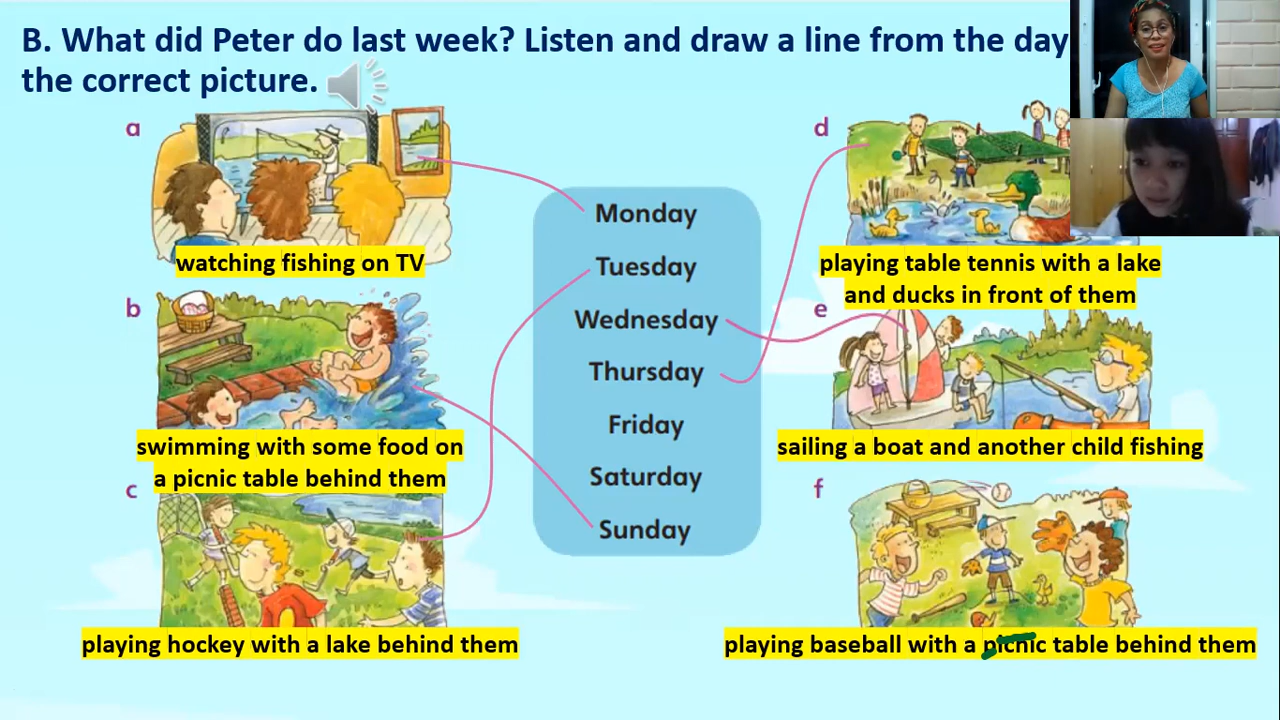 B. What did Peter do last week? Listen and draw a line from the day
the correct picture.
a
watching fishing on TV
b
swimming with some food on
a picnic table behind them
c
playing hockey with a lake behind them
Monday
Tuesday
Wednesday
Thursday
Friday
Saturday
Sunday
d
playing table tennis with a lake
and ducks in front of them
e
sailing a boat and another child fishing
f
playing baseball with a picnic table behind them